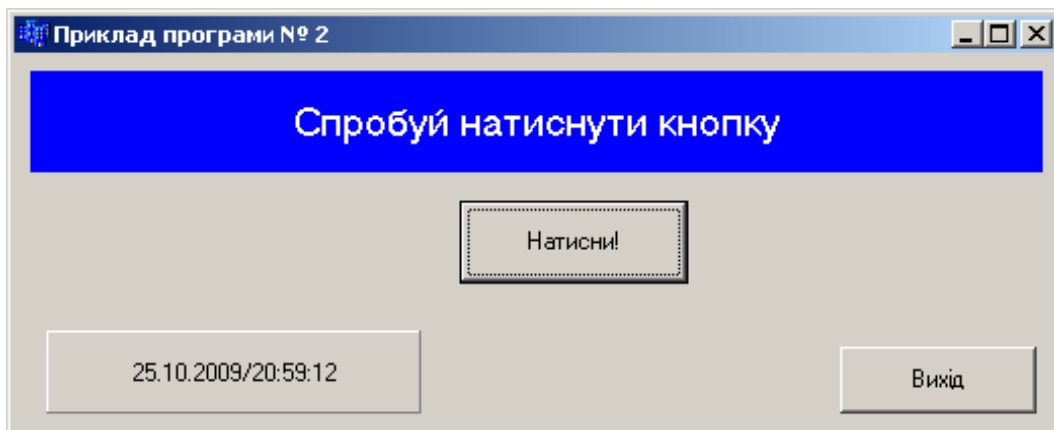 Приклад програми № 2
Спробуй натиснути кнопку
Натисни!
25.10.2009/20:59:12
Вихід